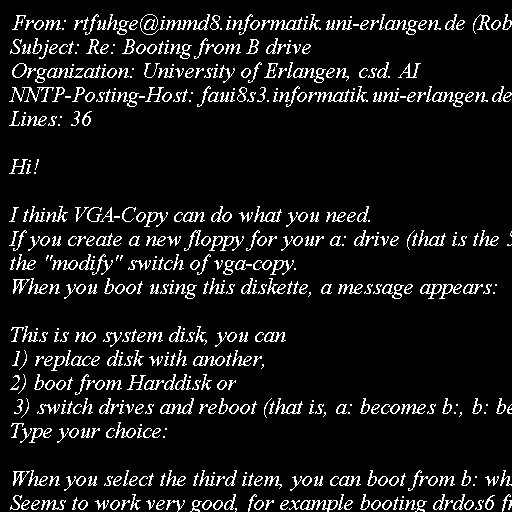 From: rtfuhge@immd8.informatik.uni-erlangen.de (Rob
Subject: Re: Booting from B drive
Organization: University of Erlangen, csd. AI
NNTP-Posting-Host: faui8s3.informatik.uni-erlangen.de
Lines: 36
Hi!
I think VGA-Copy can do what you need.
If you create a new floppy for your a: drive (that is the
the "modify" switch of vga-copy.
When you boot using this diskette, a message appears:
This is no system disk, you can
1) replace disk with another,
2) boot from Harddisk or
3) switch drives and reboot (that is, a: becomes b:, b: be
Type your choice:
When you select the third item, you can boot from b: wh
Seems to work very good, for example booting drdos6 f